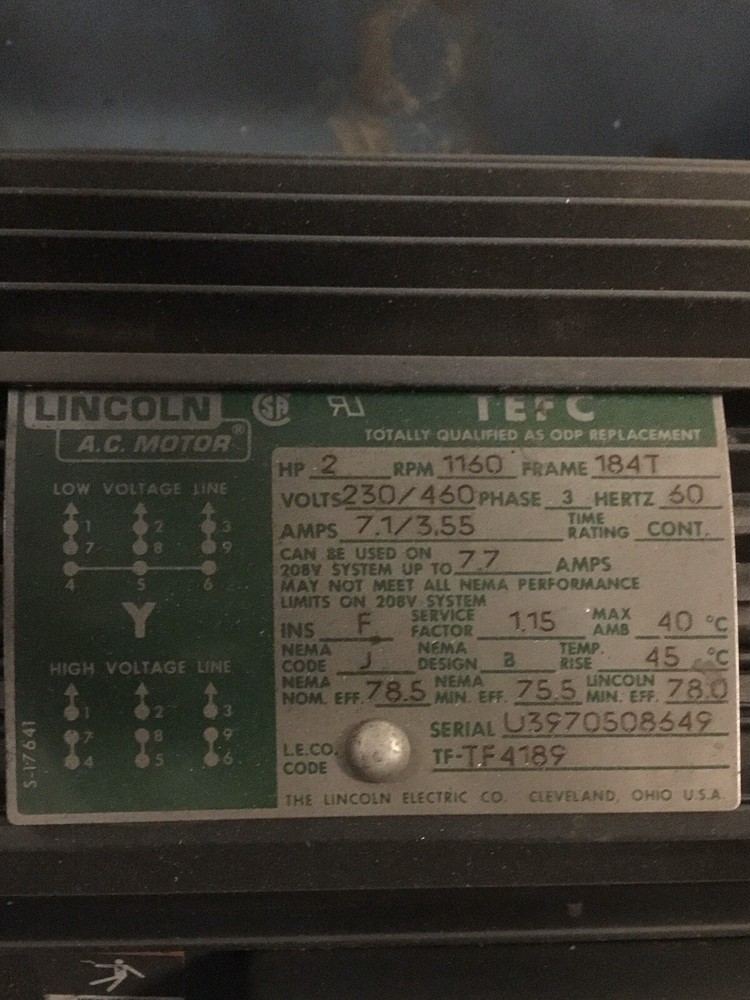 LINCOLN
A.C. MOTOR®
SA
TEFC
TOTALLY QUALIFIED AS ODP REPLACEMENT
LOW VOLTAGE LINE
1 2 3
7 8 9
4 5 6
Y
HIGH VOLTAGE LINE
1 2 3
7 8 9
4 5 6
S-17641
HP 2 RPM 1160 FRAME 184T
VOLTS 230/460 PHASE 3 HERTZ 60
AMPS 7.1/3.55 TIME RATING CONT.
CAN BE USED ON
208V SYSTEM UP TO 7.7 AMPS
MAY NOT MEET ALL NEMA PERFORMANCE
LIMITS ON 208V SYSTEM
INS F SERVICE FACTOR 1.15 MAX AMB 40 °C
NEMA CODE J NEMA DESIGN B TEMP. RISE 45 °C
NEMA NOM. EFF. 78.5 NEMA MIN. EFF. 75.5 LINCOLN MIN. EFF. 78.0
SERIAL U3970508649
L.E.CO. CODE TF-TF4189
THE LINCOLN ELECTRIC CO. CLEVELAND, OHIO U.S.A.